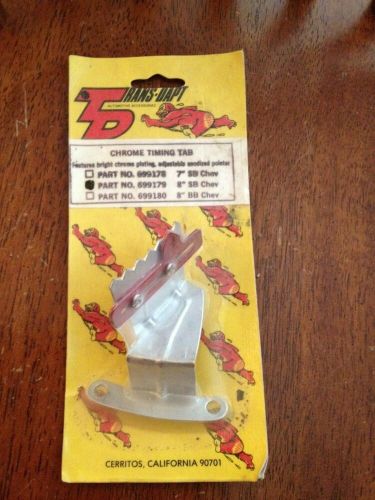 TD TRANS-DAPT
AUTOMOTIVE ACCESSORIES
CHROME TIMING TAB
Features bright chrome plating, adjustable anodized pointer
PART NO. 699178 7" SB Chev
PART NO. 699179 8" SB Chev
PART NO. 699180 8" BB Chev
CERRITOS, CALIFORNIA 90701